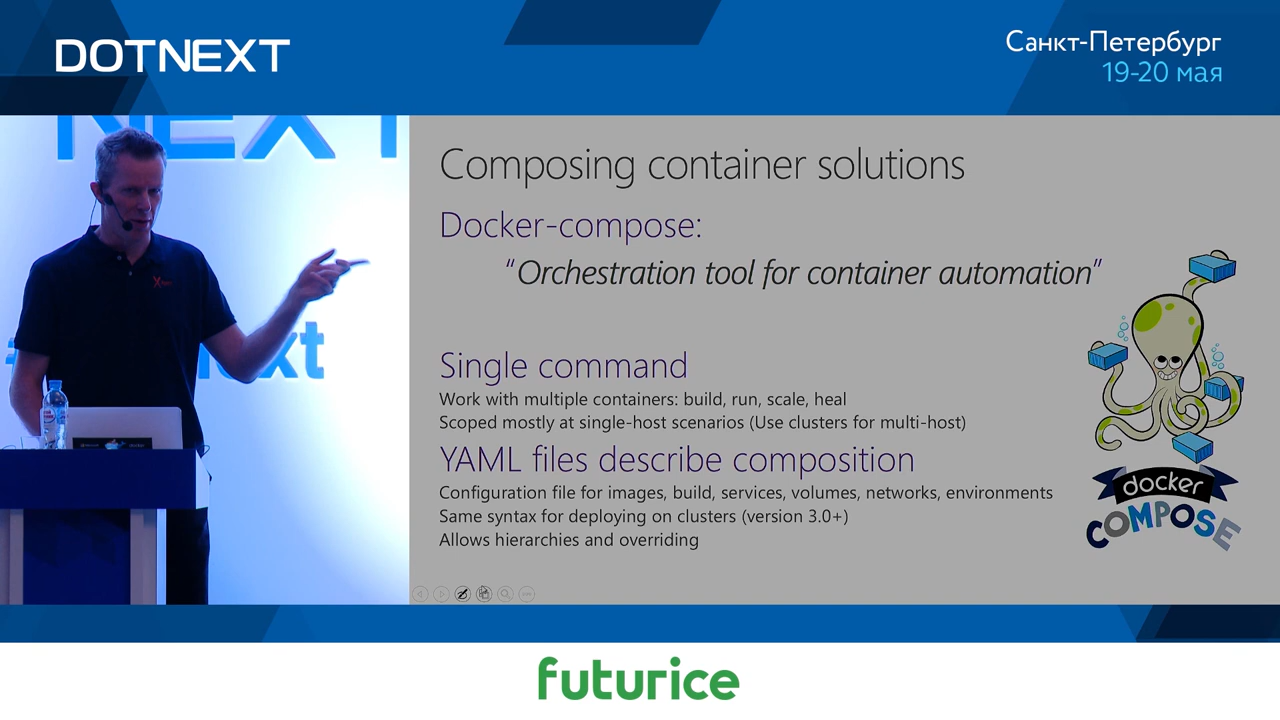 DOTNEXT
Санкт-Петербург
19-20 мая
NEXT
xt
Composing container solutions
Docker-compose:
“Orchestration tool for container automation”
Single command
Work with multiple containers: build, run, scale, heal
Scoped mostly at single-host scenarios (Use clusters for multi-host)
YAML files describe composition
Configuration file for images, build, services, volumes, networks, environments
Same syntax for deploying on clusters (version 3.0+)
Allows hierarchies and overriding
docker
COMPOSE
futurice